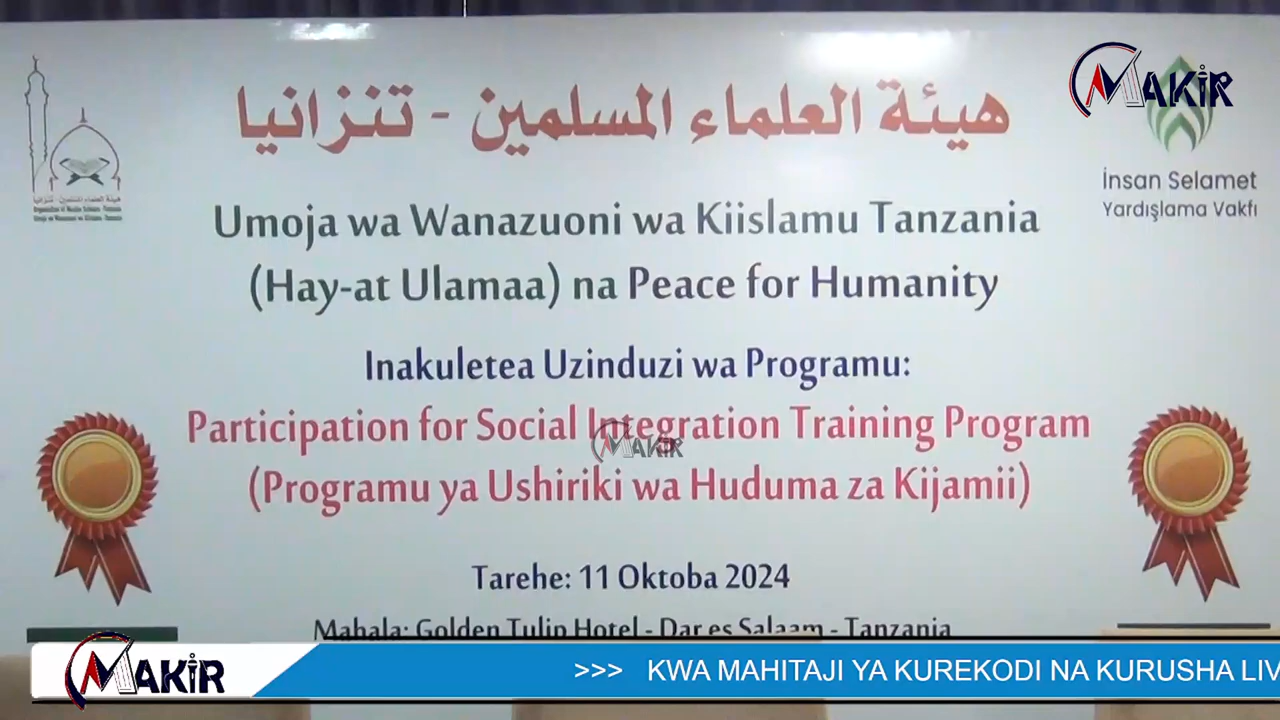 هيئة العلماء المسلمين - تنزانيا
MAKİR
İnsan Selamet
Yardışlama Vakfı
Umoja wa Wanazuoni wa Kiislamu Tanzania
(Hay-at Ulamaa) na Peace for Humanity
Inakuletea Uzinduzi wa Programu:
Participation for Social Integration Training Program
MAKİR
(Programu ya Ushiriki wa Huduma za Kijamii)
Tarehe: 11 Oktoba 2024
Mahala: Golden Tulip Hotel - Dar es Salaam - Tanzania
MAKİR
>>> KWA MAHITAJI YA KUREKODI NA KURUSHA LIV